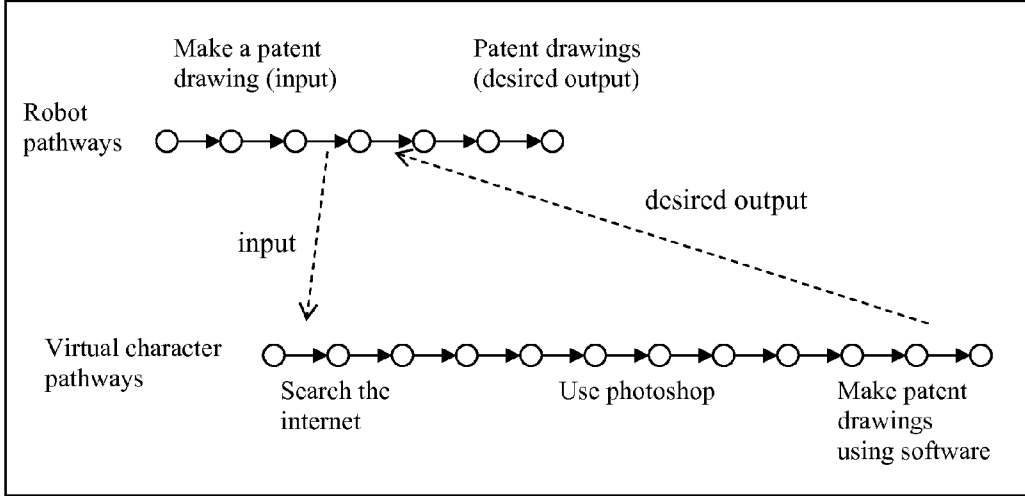 Make a patent
drawing (input)
Patent drawings
(desired output)
Robot
pathways
desired output
input
Virtual character
pathways
Search the
internet
Use photoshop
Make patent
drawings
using software